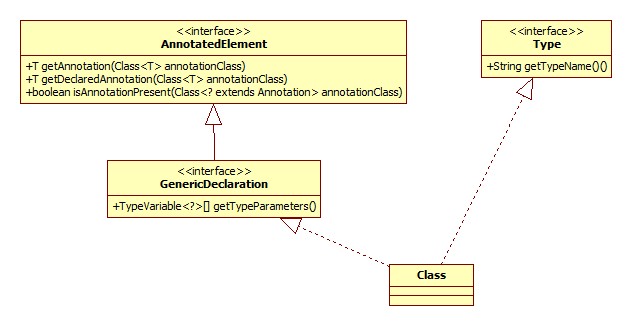 <<interface>>
AnnotatedElement
+T getAnnotation(Class<T> annotationClass)
+T getDeclaredAnnotation(Class<T> annotationClass)
+boolean isAnnotationPresent(Class<? extends Annotation> annotationClass)
<<interface>>
Type
+String getTypeName()()
<<interface>>
GenericDeclaration
+TypeVariable<?>[] getTypeParameters()
Class